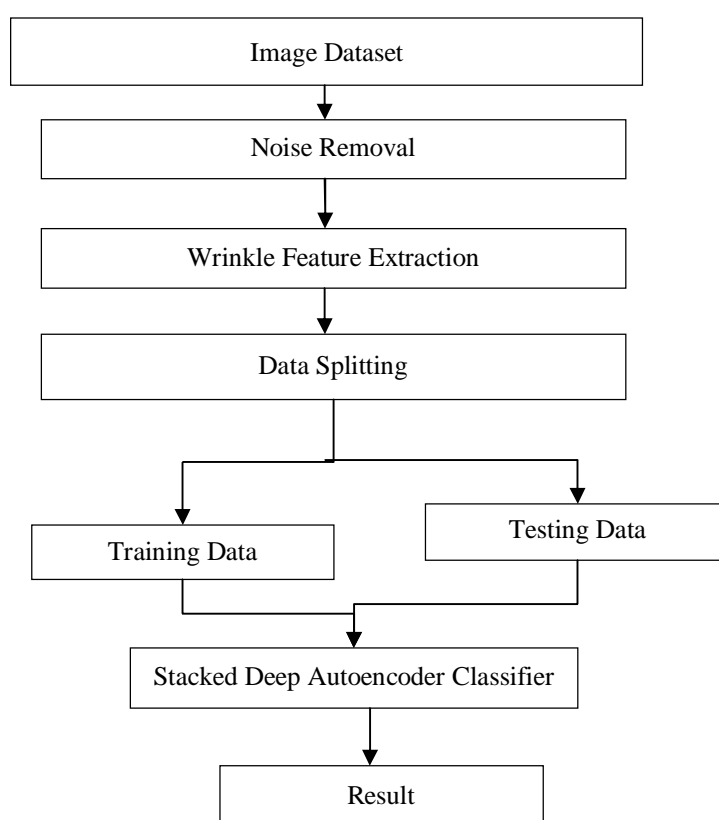 Image Dataset
Noise Removal
Wrinkle Feature Extraction
Data Splitting
Training Data
Testing Data
Stacked Deep Autoencoder Classifier
Result